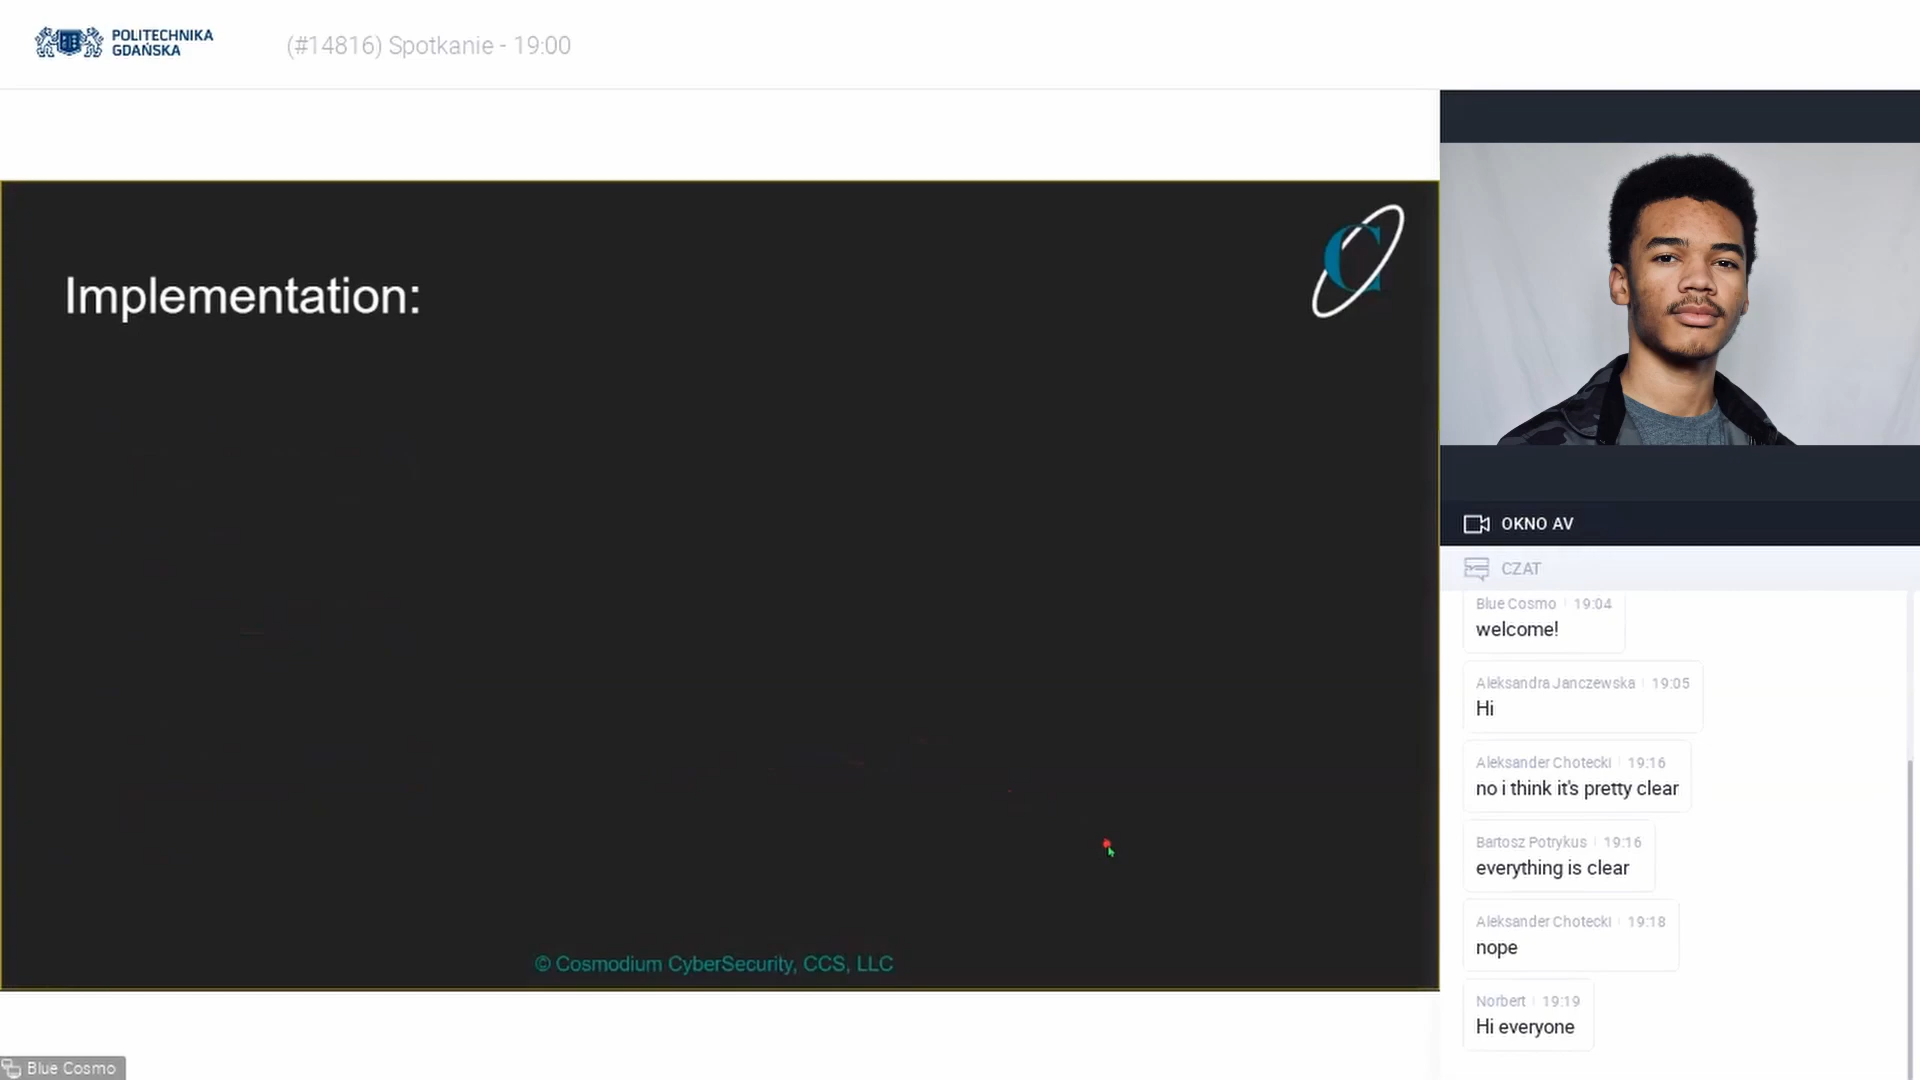 POLITECHNIKA
GDAŃSKA
(#14816) Spotkanie - 19:00
Implementation:
C
© Cosmodium CyberSecurity, CCS, LLC
Blue Cosmo
OKNO AV
CZAT
Blue Cosmo 19:04
welcome!
Aleksandra Janczewska 19:05
Hi
Aleksander Chotecki 19:16
no i think it's pretty clear
Bartosz Potrykus 19:16
everything is clear
Aleksander Chotecki 19:18
nope
Norbert 19:19
Hi everyone